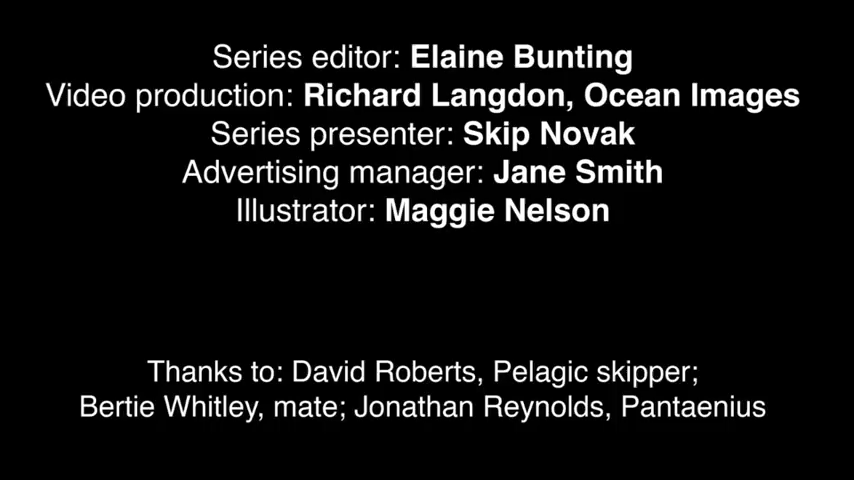 Series editor: Elaine Bunting
Video production: Richard Langdon, Ocean Images
Series presenter: Skip Novak
Advertising manager: Jane Smith
Illustrator: Maggie Nelson
Thanks to: David Roberts, Pelagic skipper;
Bertie Whitley, mate; Jonathan Reynolds, Pantaenius